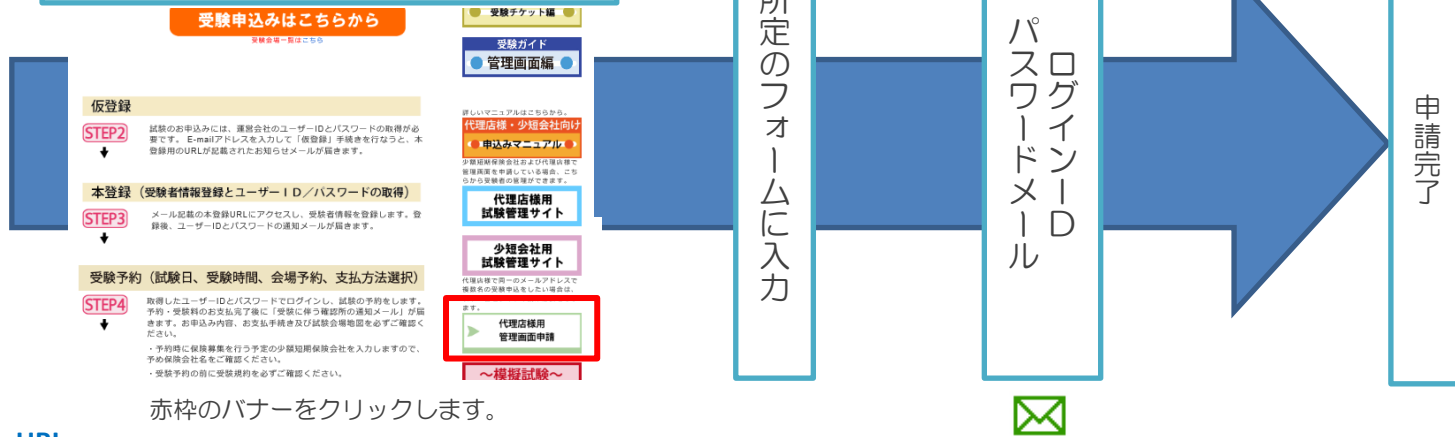 受験申込みはこちらから
受験会場一覧はこちら
仮登録
STEP2
試験のお申込みには、運営会社のユーザーIDとパスワードの取得が必
要です。 E-mailアドレスを入力して「仮登録」手続きを行なうと、本
登録用のURLが記載されたお知らせメールが届きます。
本登録（受験者情報登録とユーザーＩＤ／パスワードの取得）
STEP3
メール記載の本登録URLにアクセスし、受験者情報を登録します。登
録後、ユーザーIDとパスワードの通知メールが届きます。
受験予約（試験日、受験時間、会場予約、支払方法選択）
STEP4
取得したユーザーIDとパスワードでログインし、試験の予約をします。
予約・受験料のお支払完了後に「受験に伴う確認所の通知メール」が届
きます。お申込み内容、お支払手続き及び試験会場地図を必ずご確認く
ださい。
・予約時に保険募集を行う予定の少額短期保険会社を入力しますので、
予め保険会社名をご確認ください。
・受験予約の前に受験規約を必ずご確認ください。
受験チケット編
受験ガイド
管理画面編
詳しいマニュアルはこちらから。
代理店様・少短会社向け
申込みマニュアル
少額短期保険会社および代理店様で
管理画面を申請している場合、こち
らから受験者の管理ができます。
代理店様用
試験管理サイト
少短会社用
試験管理サイト
代理店様で同一のメールアドレスで
複数名の受験申込をしたい場合は、
ます。
代理店様用
管理画面申請
～模擬試験～
赤枠のバナーをクリックします。
所定のフォームに入力
ログインＩＤ
パスワードメール
申請完了